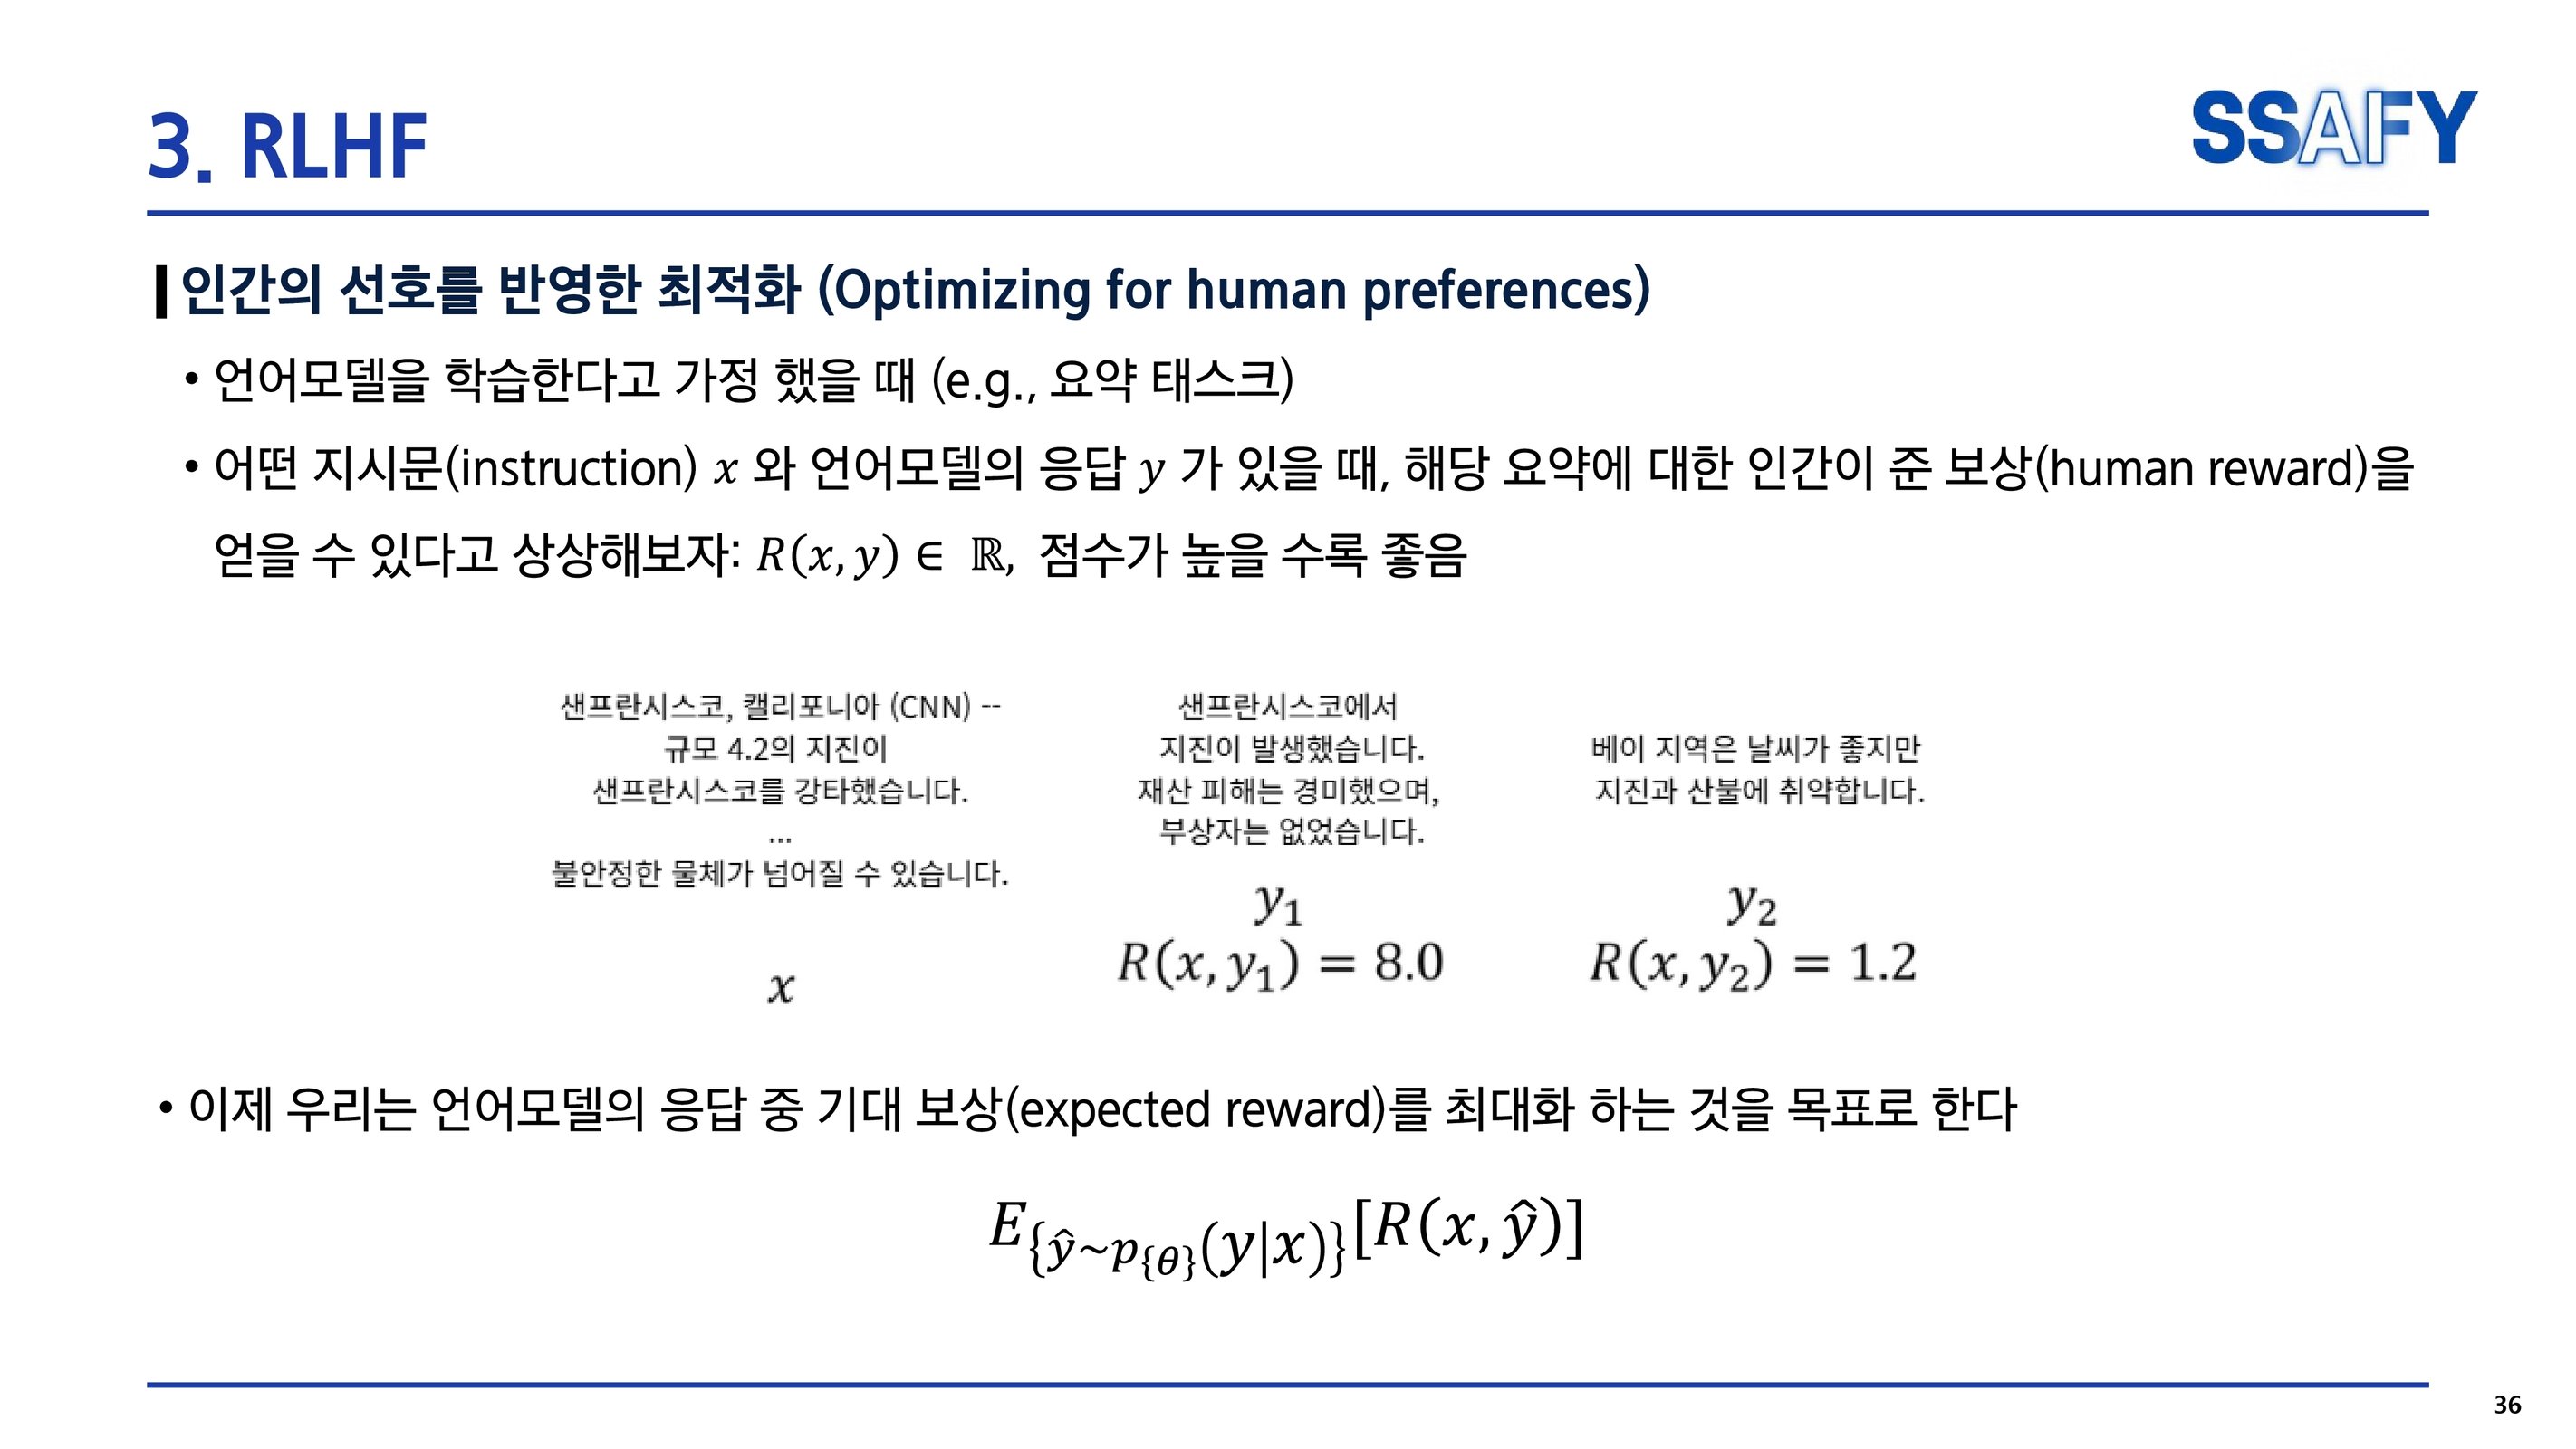 3. RLHF
SSAFY
인간의 선호를 반영한 최적화 (Optimizing for human preferences)
• 언어모델을 학습한다고 가정 했을 때 (e.g., 요약 태스크)
• 어떤 지시문(instruction) x 와 언어모델의 응답 y 가 있을 때, 해당 요약에 대한 인간이 준 보상(human reward)을
얻을 수 있다고 상상해보자: R(x, y) ∈ ℝ, 점수가 높을 수록 좋음
샌프란시스코, 캘리포니아 (CNN) --
규모 4.2의 지진이
샌프란시스코를 강타했습니다.
...
불안정한 물체가 넘어질 수 있습니다.
x
샌프란시스코에서
지진이 발생했습니다.
재산 피해는 경미했으며,
부상자는 없었습니다.
y₁
R(x, y₁) = 8.0
베이 지역은 날씨가 좋지만
지진과 산불에 취약합니다.
y₂
R(x, y₂) = 1.2
• 이제 우리는 언어모델의 응답 중 기대 보상(expected reward)를 최대화 하는 것을 목표로 한다
E_{ŷ~p_{θ}(y|x)}[R(x, ŷ)]
36